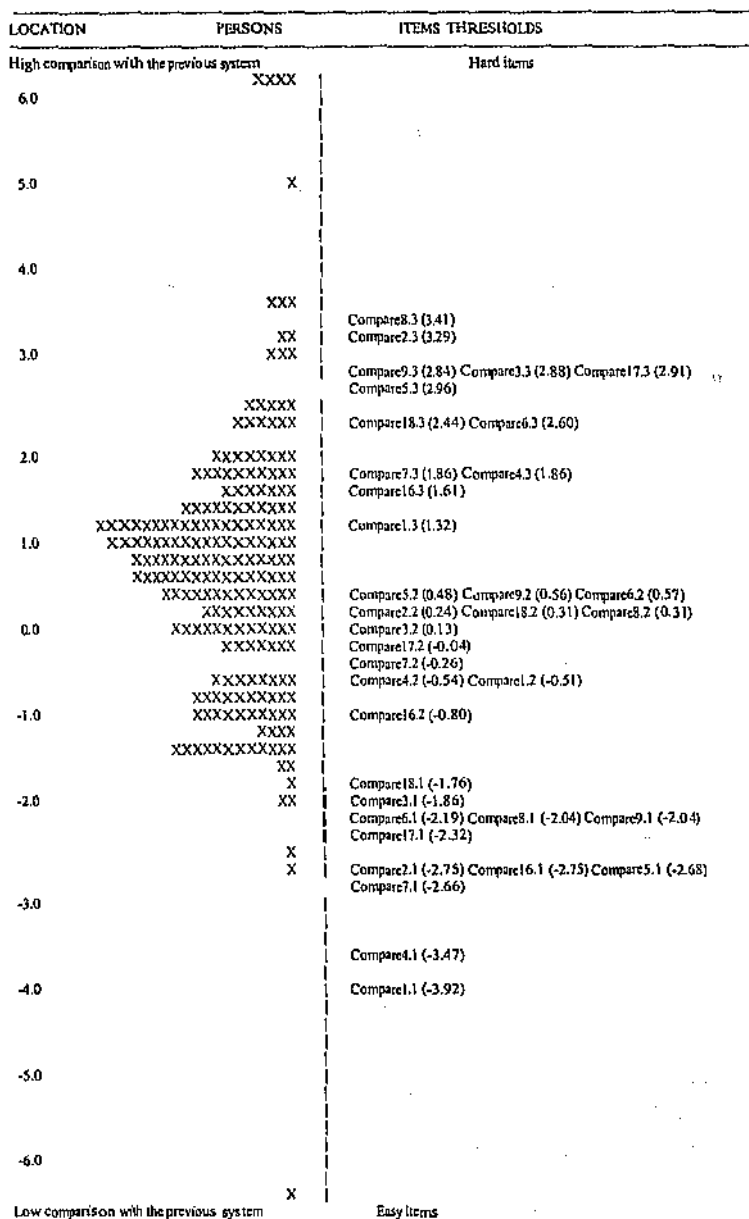 LOCATION PERSONS ITEMS THRESHOLDS
High comparison with the previous system Hard items
XXXX
6.0
5.0 X
4.0
XXX
Compare8.3 (3.41)
XX Compare2.3 (3.29)
3.0 XXX
Compare9.3 (2.84) Compare3.3 (2.88) Compare17.3 (2.91)
Compare5.3 (2.96)
XXXXX
XXXXXX Compare18.3 (2.44) Compare6.3 (2.60)
2.0 XXXXXXXX
XXXXXXXXXX Compare7.3 (1.86) Compare4.3 (1.86)
XXXXXXX Compare16.3 (1.61)
XXXXXXXXXXX
XXXXXXXXXXXXXXXXXXX Compare1.3 (1.32)
1.0 XXXXXXXXXXXXXXXXXX
XXXXXXXXXXXXXXXX
XXXXXXXXXXXXXXXX
XXXXXXXXXXXXX Compare5.2 (0.48) Compare9.2 (0.56) Compare6.2 (0.57)
XXXXXXXXX Compare2.2 (0.24) Compare18.2 (0.31) Compare8.2 (0.31)
0.0 XXXXXXXXXXXX Compare3.2 (0.13)
XXXXXXX Compare17.2 (-0.04)
Compare7.2 (-0.26)
XXXXXXXX Compare4.2 (-0.54) Compare1.2 (-0.51)
XXXXXXXXXX
-1.0 XXXXXXXXXX Compare16.2 (-0.80)
XXXX
XXXXXXXXXXXX
XX
X Compare18.1 (-1.76)
-2.0 XX Compare3.1 (-1.86)
Compare6.1 (-2.19) Compare8.1 (-2.04) Compare9.1 (-2.04)
Compare17.1 (-2.32)
X
X Compare2.1 (-2.75) Compare16.1 (-2.75) Compare5.1 (-2.68)
Compare7.1 (-2.66)
-3.0
Compare4.1 (-3.47)
-4.0 Compare1.1 (-3.92)
-5.0
-6.0
X
Low comparison with the previous system Easy Items